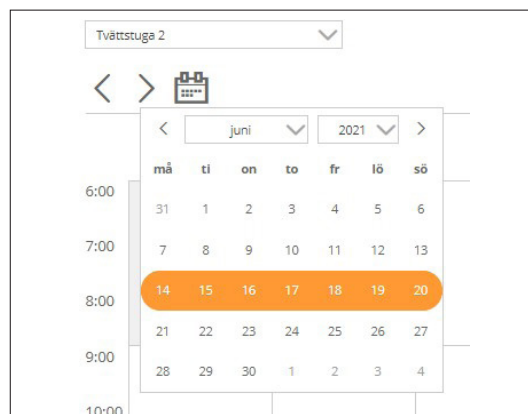 Tvättstuga 2
juni 2021
må ti on to fr lö sö
31 1 2 3 4 5 6
7 8 9 10 11 12 13
14 15 16 17 18 19 20
21 22 23 24 25 26 27
28 29 30 1 2 3 4
6:00
7:00
8:00
9:00
10:00